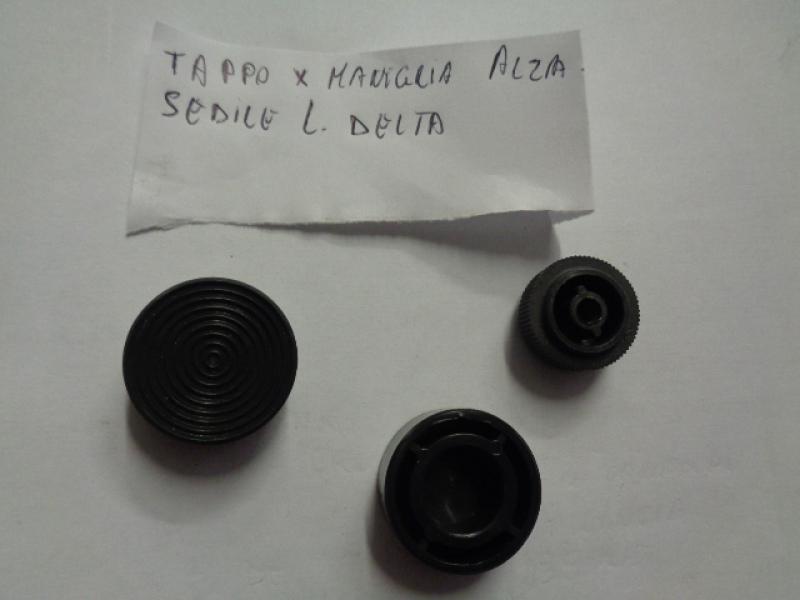 TAPPO x MANIGLIA ALZA.
SEDILE L. DELTA